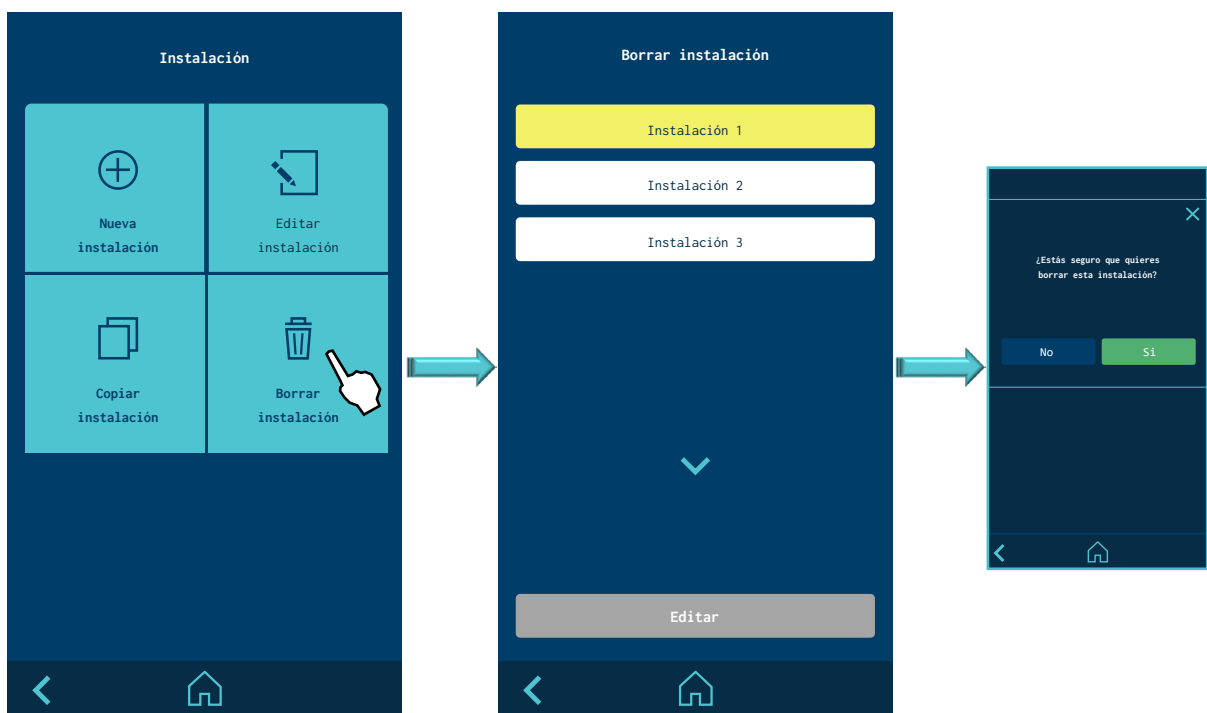 Instalación
Nueva
instalación
Editar
instalación
Copiar
instalación
Borrar
instalación
Borrar instalación
Instalación 1
Instalación 2
Instalación 3
Editar
¿Estás seguro que quieres
borrar esta instalación?
No
Si